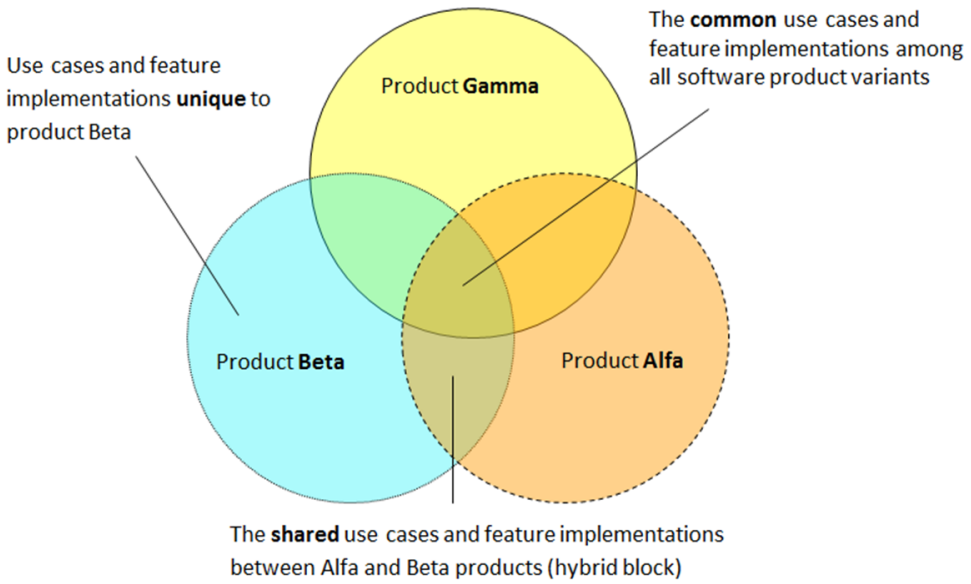 The common use cases and
feature implementations among
all software product variants
Use cases and feature
implementations unique to
product Beta
Product Gamma
Product Beta
Product Alfa
The shared use cases and feature implementations
between Alfa and Beta products (hybrid block)